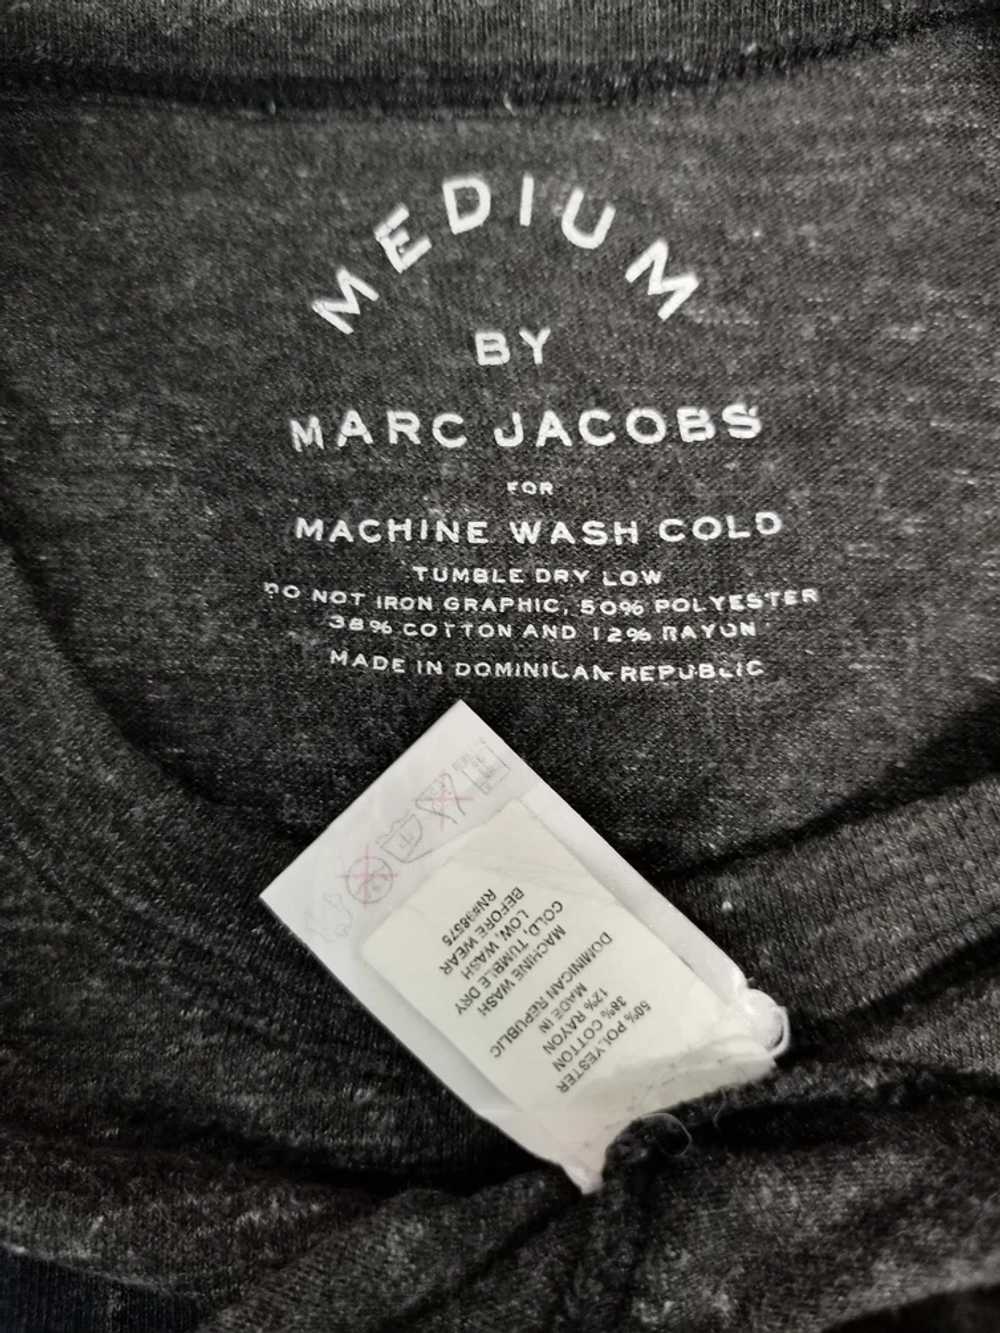 MEDIUM
BY
MARC JACOBS
FOR
MACHINE WASH COLD
TUMBLE DRY LOW
DO NOT IRON GRAPHIC, 50% POLYESTER
38% COTTON AND 12% RAYON
MADE IN DOMINICAN REPUBLIC
50% POLYESTER
38% COTTON
12% RAYON
MADE IN
DOMINICAN REPUBLIC
MACHINE WASH
COLD, TUMBLE DRY
LOW, WASH
BEFORE WEAR
RN#98575